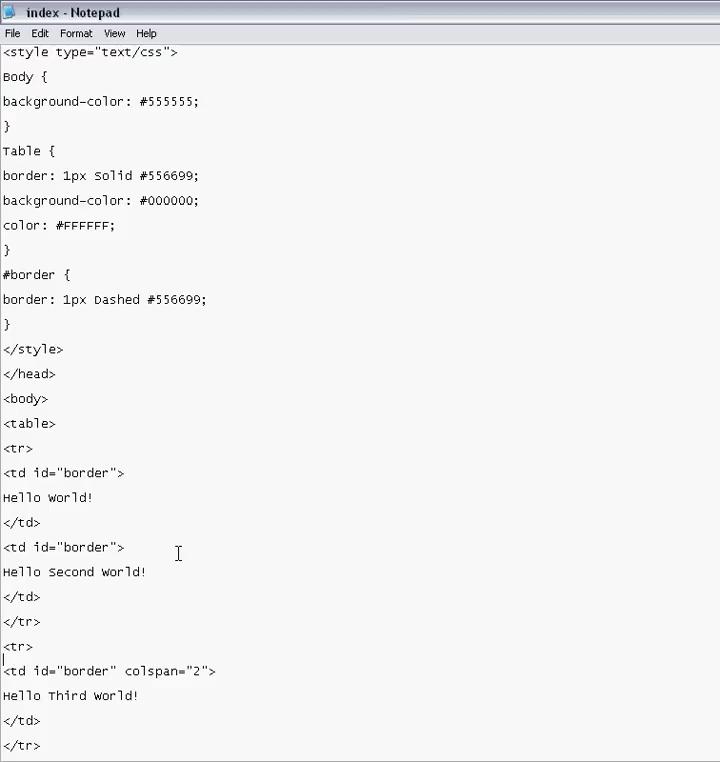 index - Notepad
File Edit Format View Help
<style type="text/css">
Body {
background-color: #555555;
}
Table {
border: 1px Solid #556699;
background-color: #000000;
color: #FFFFFF;
}
#border {
border: 1px Dashed #556699;
}
</style>
</head>
<body>
<table>
<tr>
<td id="border">
Hello World!
</td>
<td id="border">
Hello Second World!
</td>
</tr>
<tr>
<td id="border" colspan="2">
Hello Third World!
</td>
</tr>